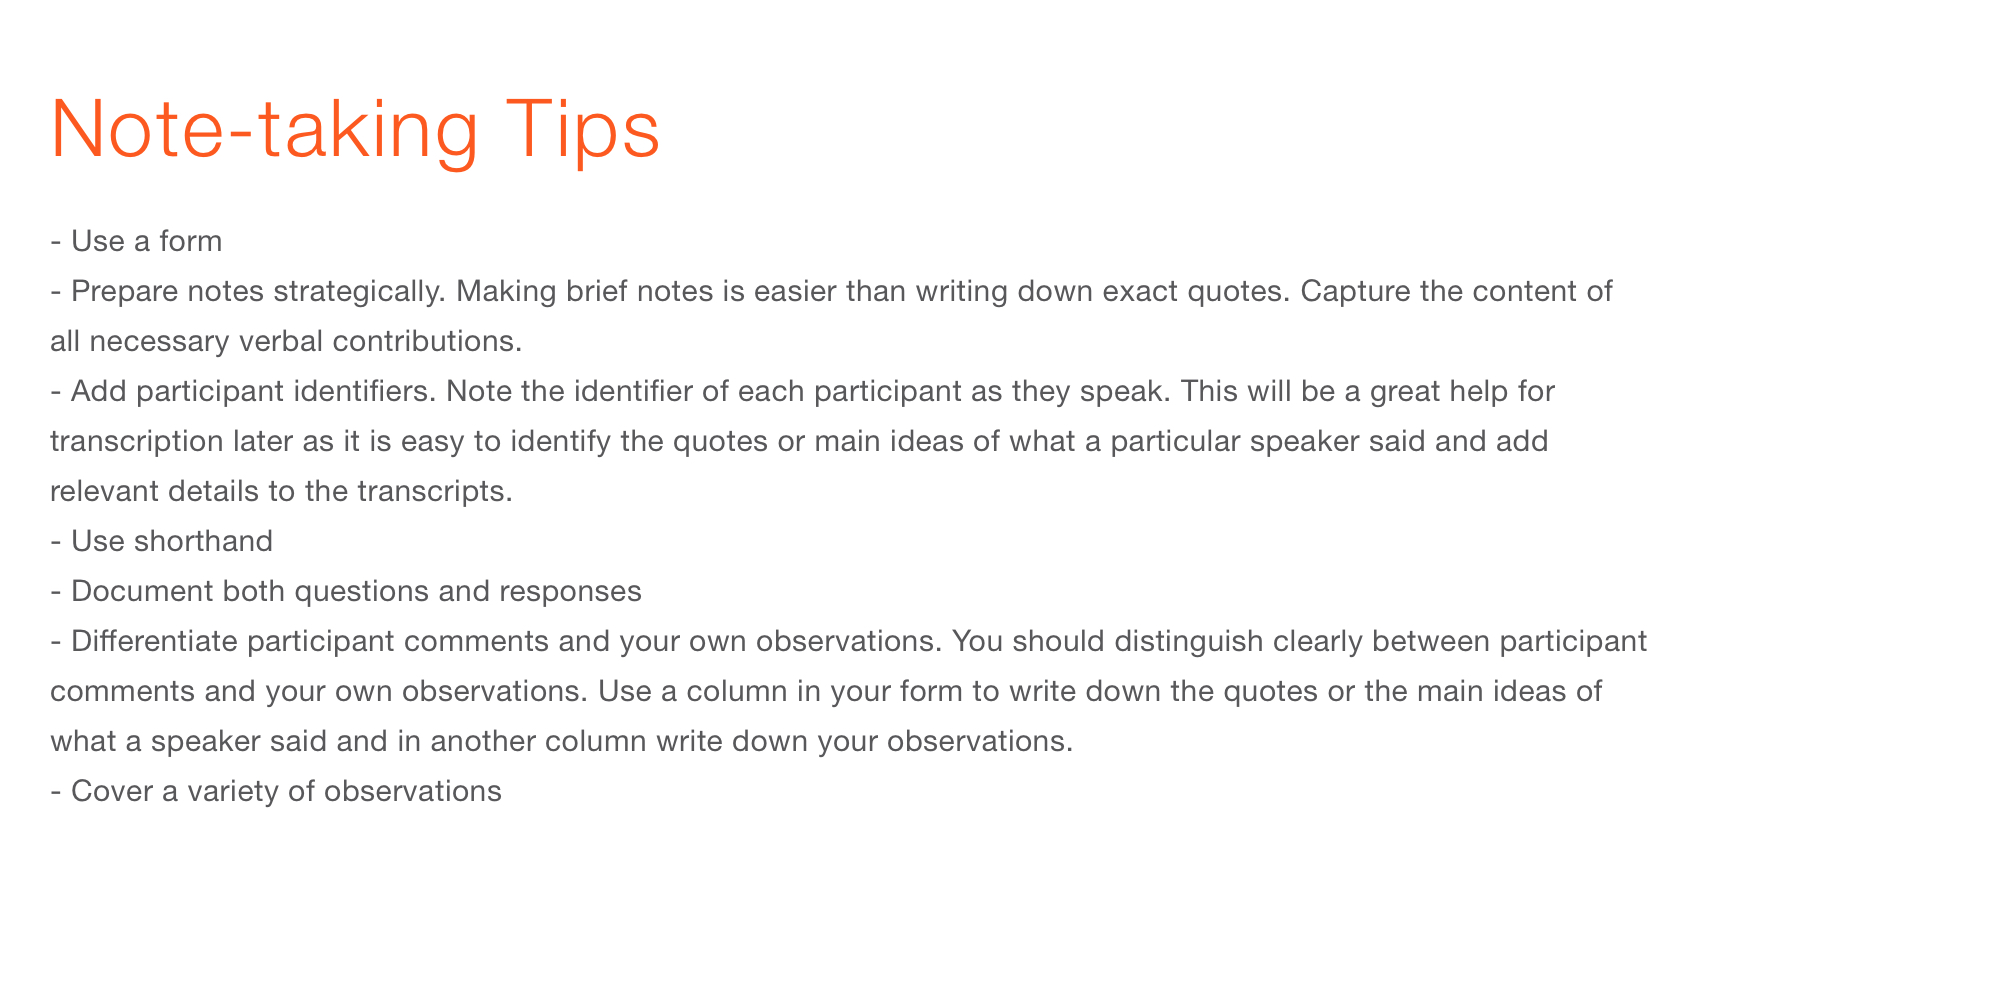 Note-taking Tips
- Use a form
- Prepare notes strategically. Making brief notes is easier than writing down exact quotes. Capture the content of
all necessary verbal contributions.
- Add participant identifiers. Note the identifier of each participant as they speak. This will be a great help for
transcription later as it is easy to identify the quotes or main ideas of what a particular speaker said and add
relevant details to the transcripts.
- Use shorthand
- Document both questions and responses
- Differentiate participant comments and your own observations. You should distinguish clearly between participant
comments and your own observations. Use a column in your form to write down the quotes or the main ideas of
what a speaker said and in another column write down your observations.
- Cover a variety of observations